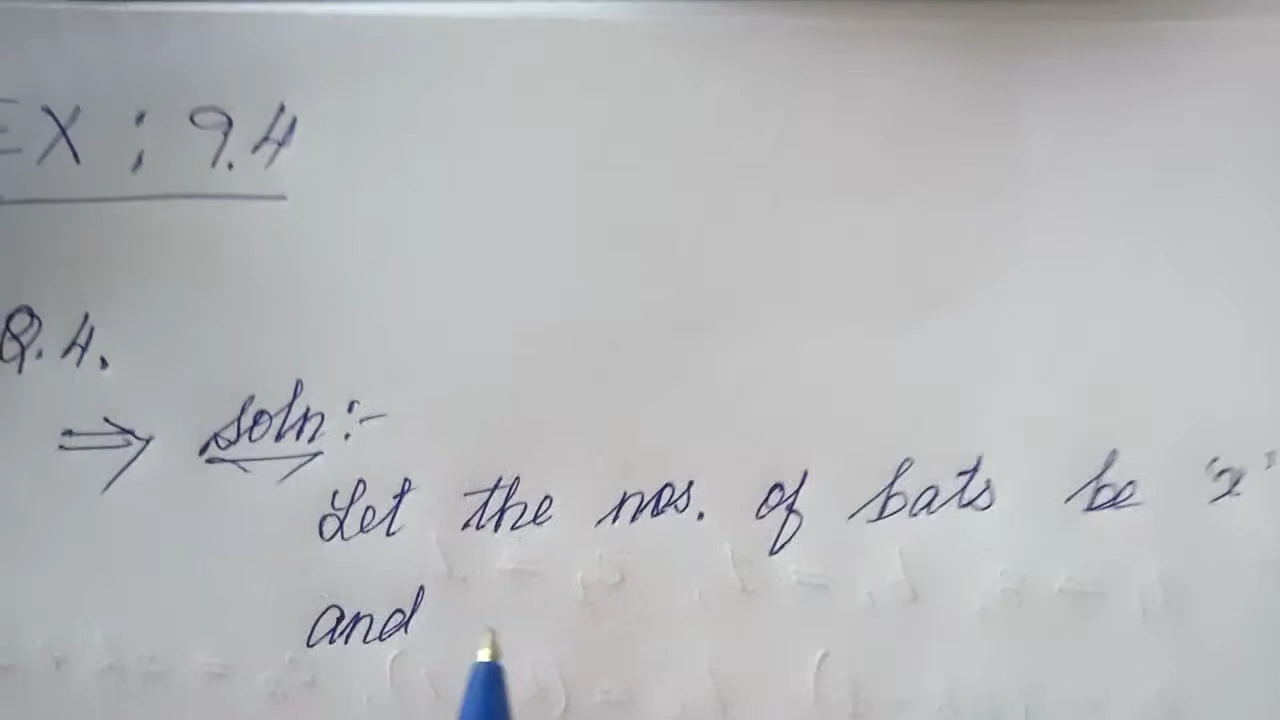 EX : 9.4
Q.4.
⇒ Soln :-
Let the nos. of bats be 'x'
and